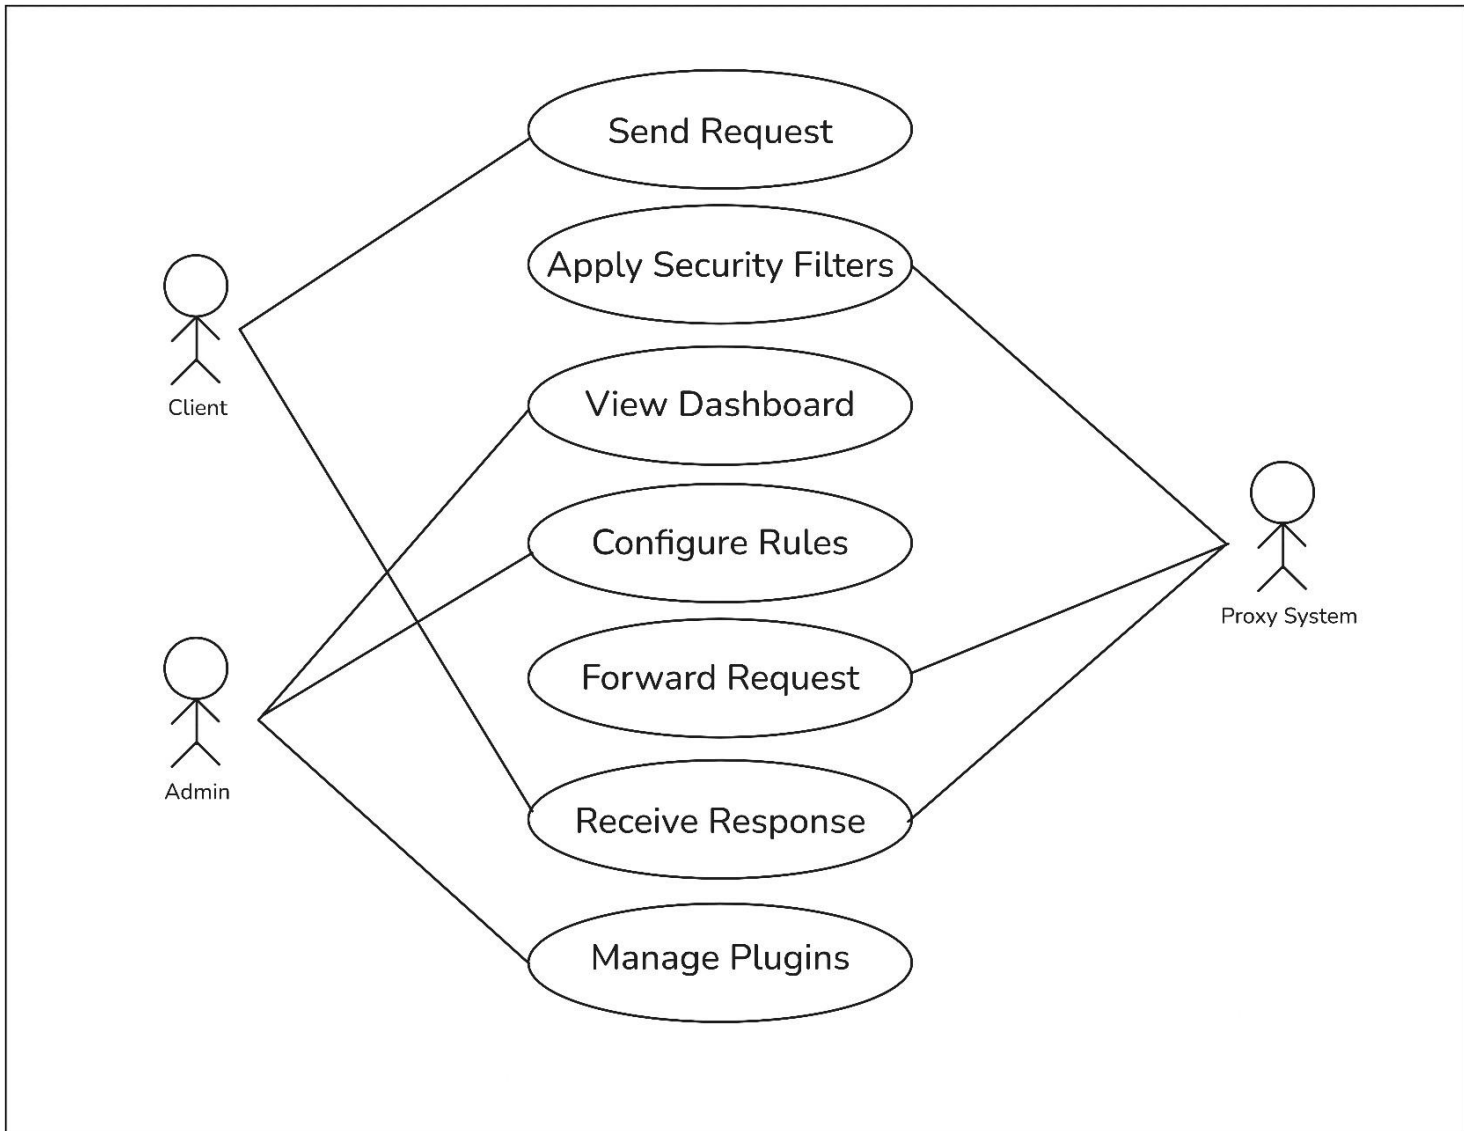 Send Request
Apply Security Filters
Client
View Dashboard
Configure Rules
Proxy System
Forward Request
Admin
Receive Response
Manage Plugins